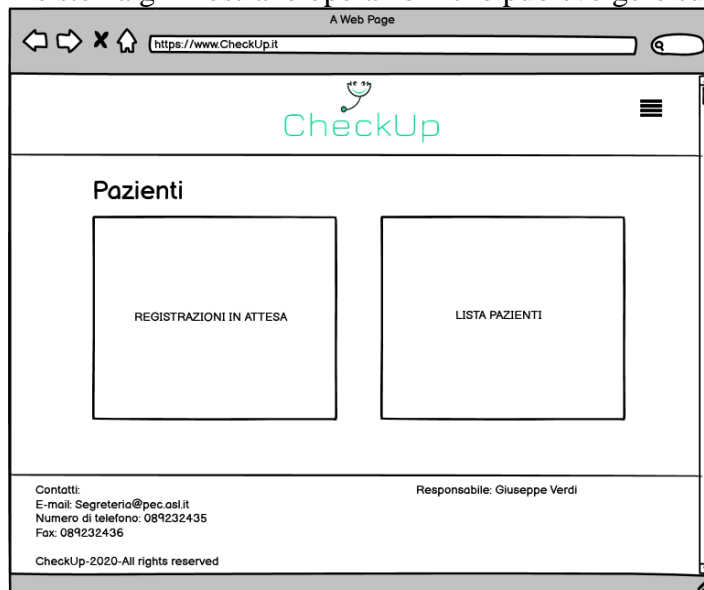 A Web Page
https://www.CheckUp.it
CheckUp
Pazienti
REGISTRAZIONI IN ATTESA
LISTA PAZIENTI
Contatti:
E-mail: Segreteria@pec.asl.it
Numero di telefono: 089232435
Fax: 089232436
Responsabile: Giuseppe Verdi
CheckUp-2020-All rights reserved